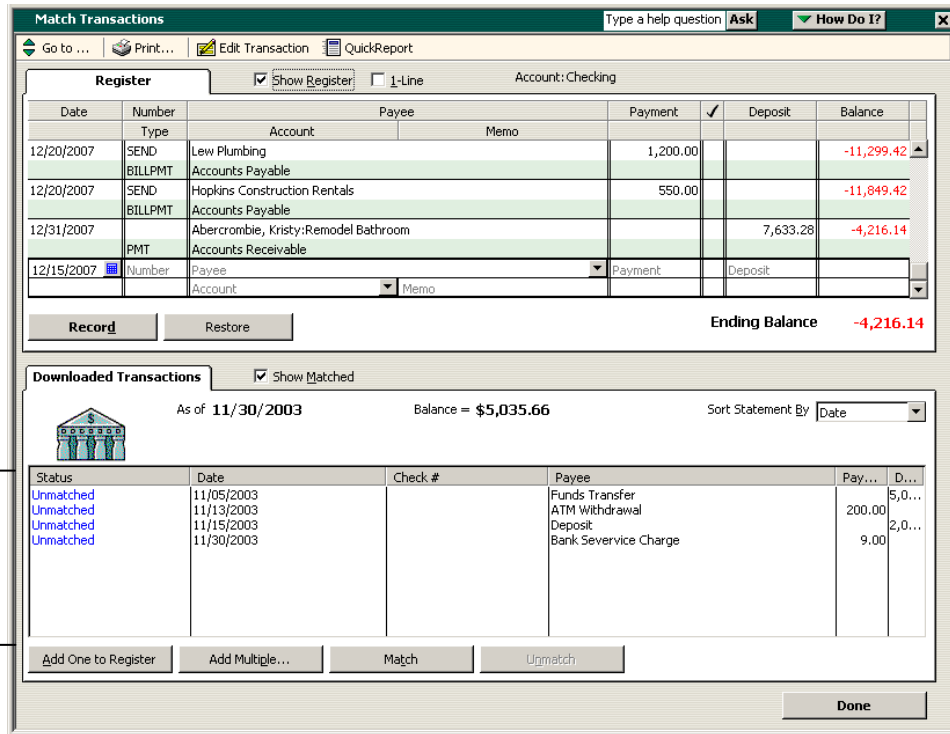 Match Transactions Type a help question Ask How Do I?
Go to ... Print... Edit Transaction QuickReport
Register Show Register 1-Line Account: Checking
Date Number Payee Payment ✓ Deposit Balance
Type Account Memo
12/20/2007 SEND Lew Plumbing 1,200.00 -11,299.42
BILLPMT Accounts Payable
12/20/2007 SEND Hopkins Construction Rentals 550.00 -11,849.42
BILLPMT Accounts Payable
12/31/2007 Abercrombie, Kristy:Remodel Bathroom 7,633.28 -4,216.14
PMT Accounts Receivable
12/15/2007 Number Payee Payment Deposit
Account Memo
Record Restore Ending Balance -4,216.14
Downloaded Transactions Show Matched
As of 11/30/2003 Balance = $5,035.66 Sort Statement By Date
Status Date Check # Payee Pay... D...
Unmatched 11/05/2003 Funds Transfer 5,0...
Unmatched 11/13/2003 ATM Withdrawal 200.00
Unmatched 11/15/2003 Deposit 2,0...
Unmatched 11/30/2003 Bank Severvice Charge 9.00
Add One to Register Add Multiple... Match Unmatch
Done